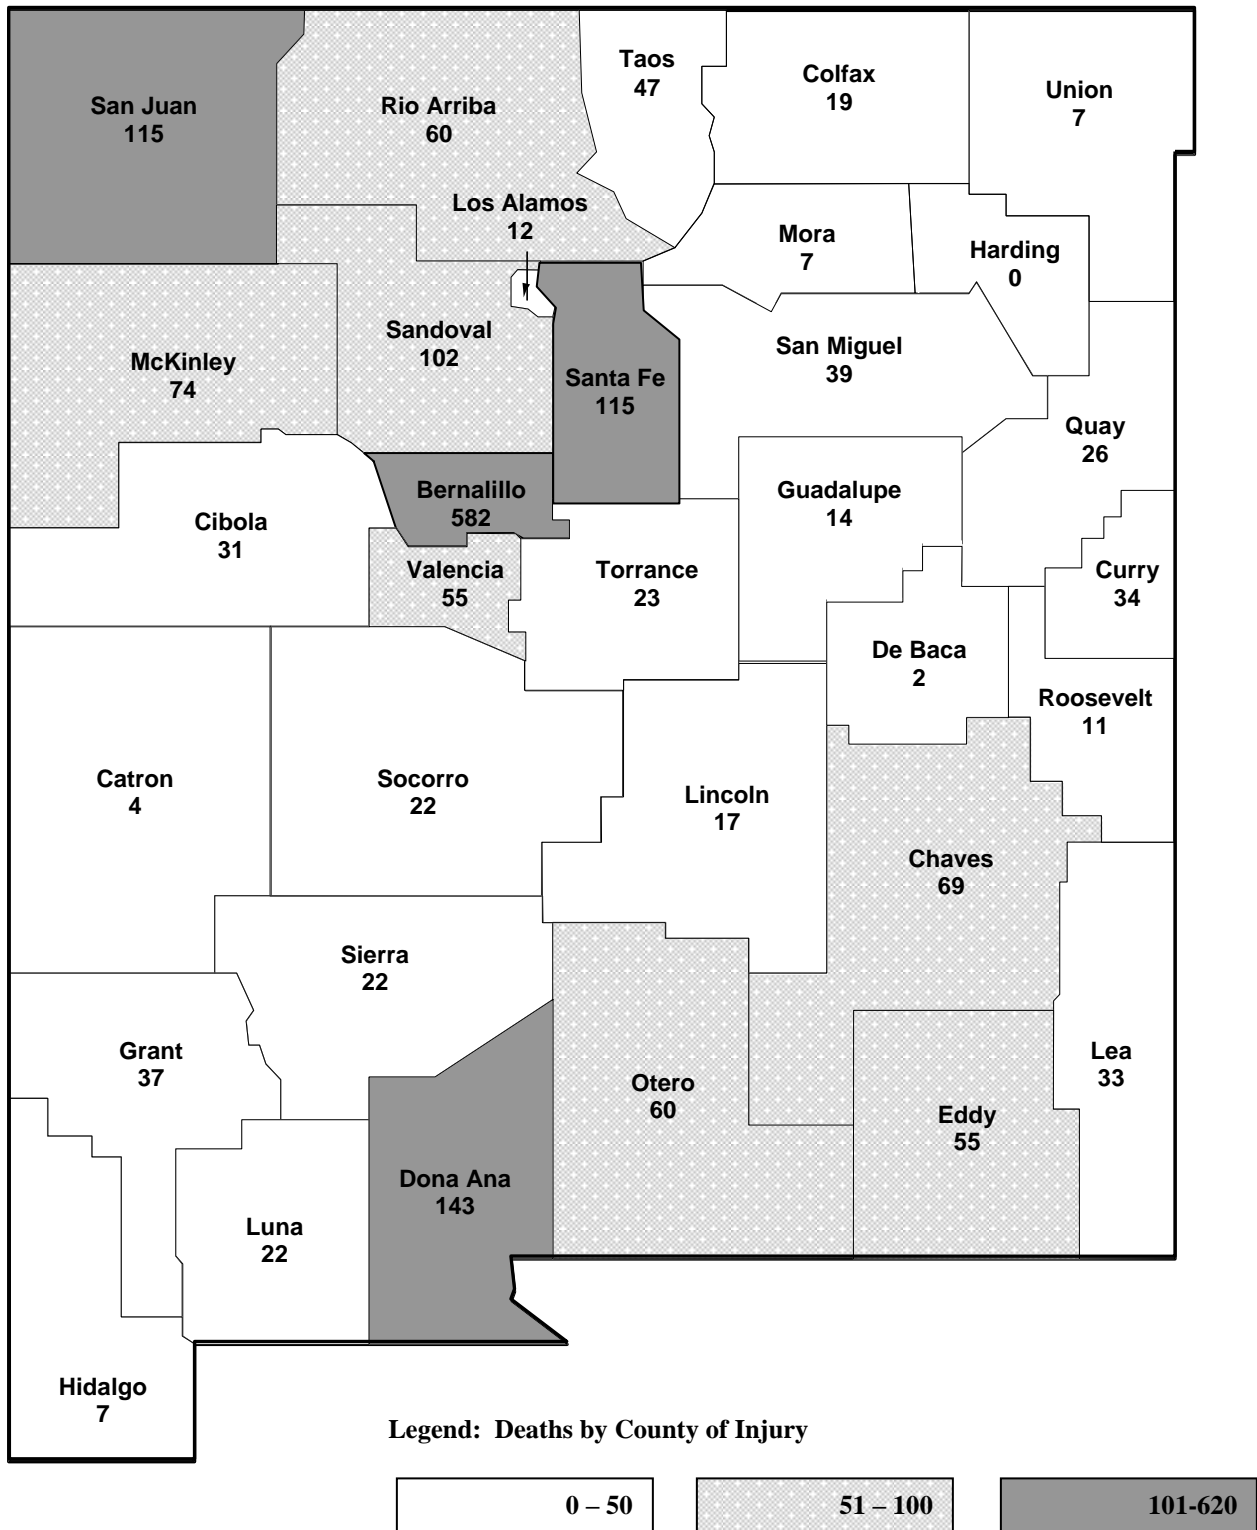 Taos
47
Colfax
19
Union
7
San Juan
115
Rio Arriba
60
Los Alamos
12
Mora
7
Harding
0
Sandoval
102
San Miguel
39
McKinley
74
Santa Fe
115
Quay
26
Bernalillo
582
Guadalupe
14
Cibola
31
Valencia
55
Torrance
23
Curry
34
De Baca
2
Roosevelt
11
Catron
4
Socorro
22
Lincoln
17
Chaves
69
Sierra
22
Grant
37
Otero
60
Lea
33
Eddy
55
Dona Ana
143
Luna
22
Hidalgo
7
Legend: Deaths by County of Injury
0 – 50
51 – 100
101-620